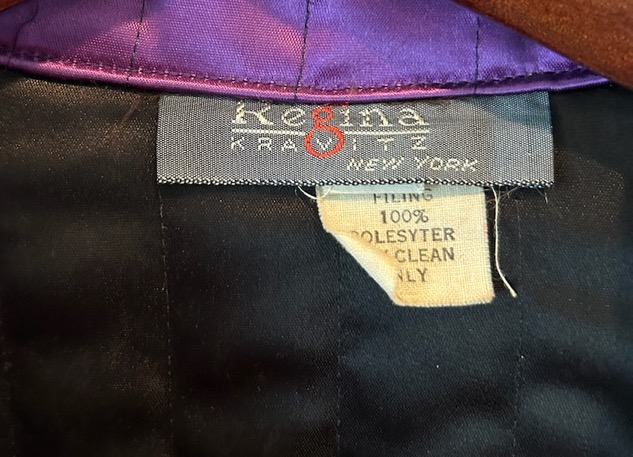 Regina
KRAVITZ
NEW YORK
FILING
100%
POLESYTER
CLEAN
NLY